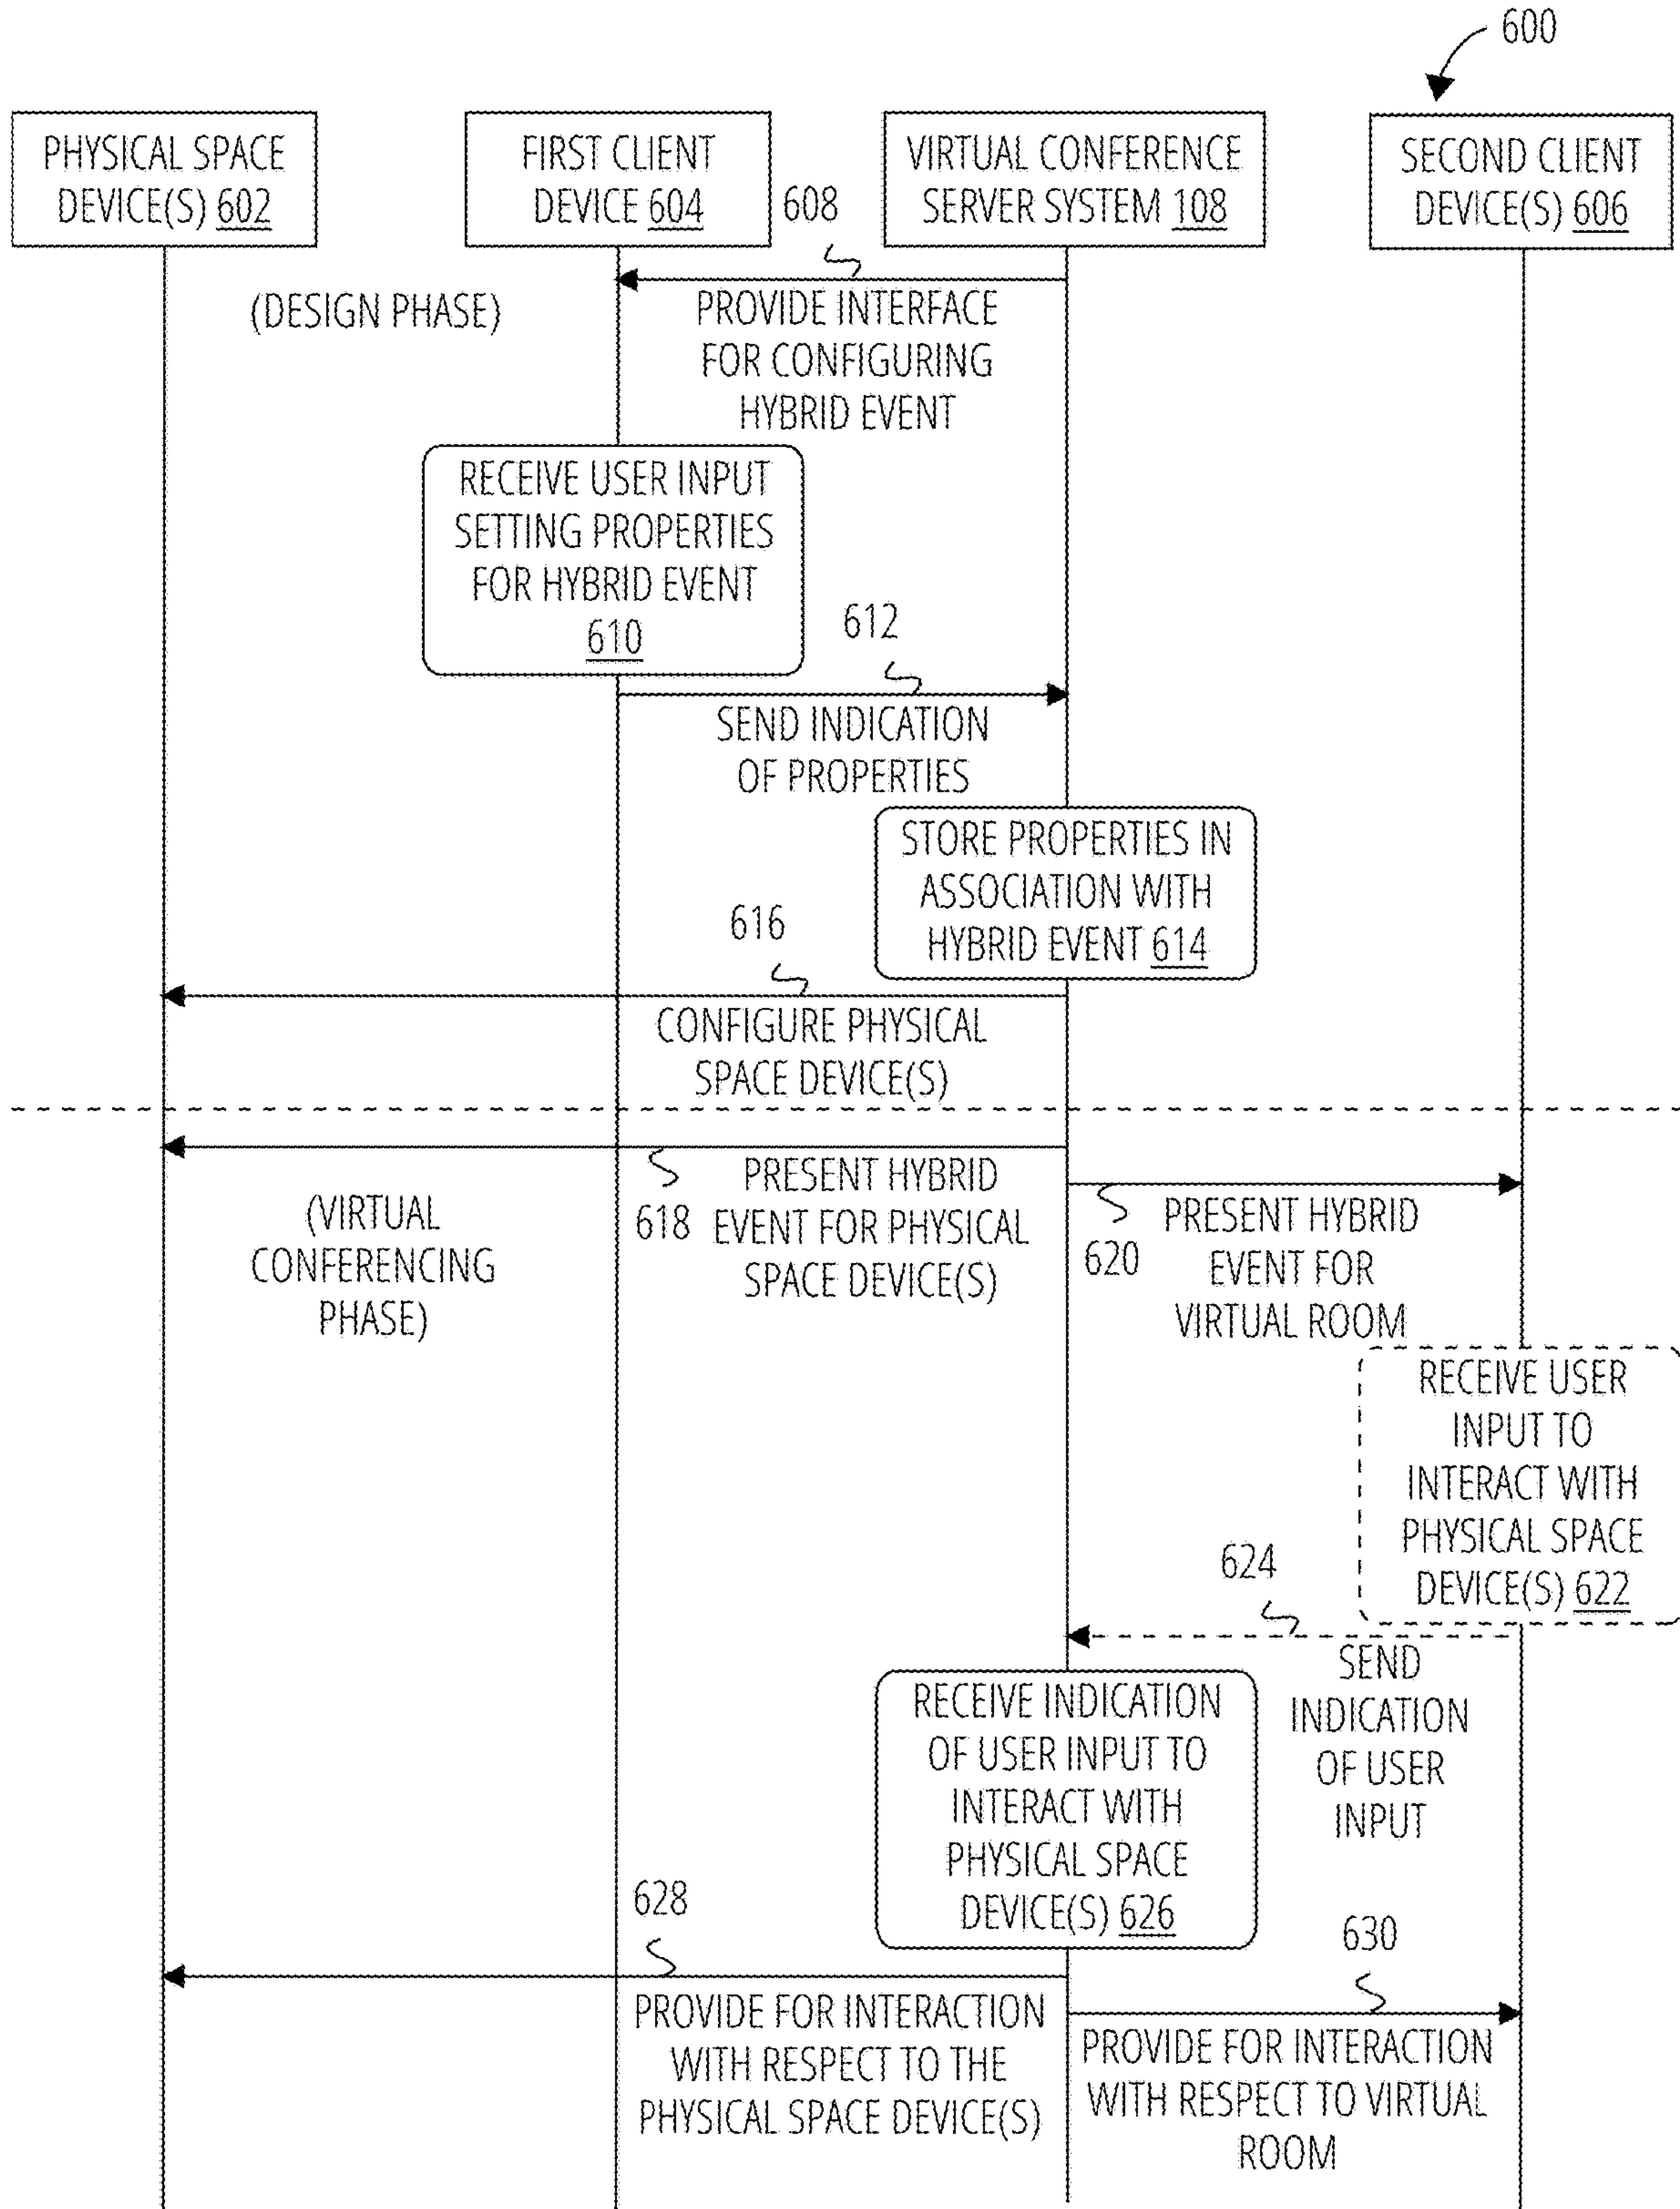 600
PHYSICAL SPACE
DEVICE(S) 602
FIRST CLIENT
DEVICE 604
VIRTUAL CONFERENCE
SERVER SYSTEM 108
SECOND CLIENT
DEVICE(S) 606
608
(DESIGN PHASE)
PROVIDE INTERFACE
FOR CONFIGURING
HYBRID EVENT
RECEIVE USER INPUT
SETTING PROPERTIES
FOR HYBRID EVENT
610
612
SEND INDICATION
OF PROPERTIES
STORE PROPERTIES IN
ASSOCIATION WITH
HYBRID EVENT 614
616
CONFIGURE PHYSICAL
SPACE DEVICE(S)
(VIRTUAL
CONFERENCING
PHASE)
618
PRESENT HYBRID
EVENT FOR PHYSICAL
SPACE DEVICE(S)
620
PRESENT HYBRID
EVENT FOR
VIRTUAL ROOM
RECEIVE USER
INPUT TO
INTERACT WITH
PHYSICAL SPACE
DEVICE(S) 622
624
SEND
INDICATION
OF USER
INPUT
RECEIVE INDICATION
OF USER INPUT TO
INTERACT WITH
PHYSICAL SPACE
DEVICE(S) 626
628
PROVIDE FOR INTERACTION
WITH RESPECT TO THE
PHYSICAL SPACE DEVICE(S)
630
PROVIDE FOR INTERACTION
WITH RESPECT TO VIRTUAL
ROOM